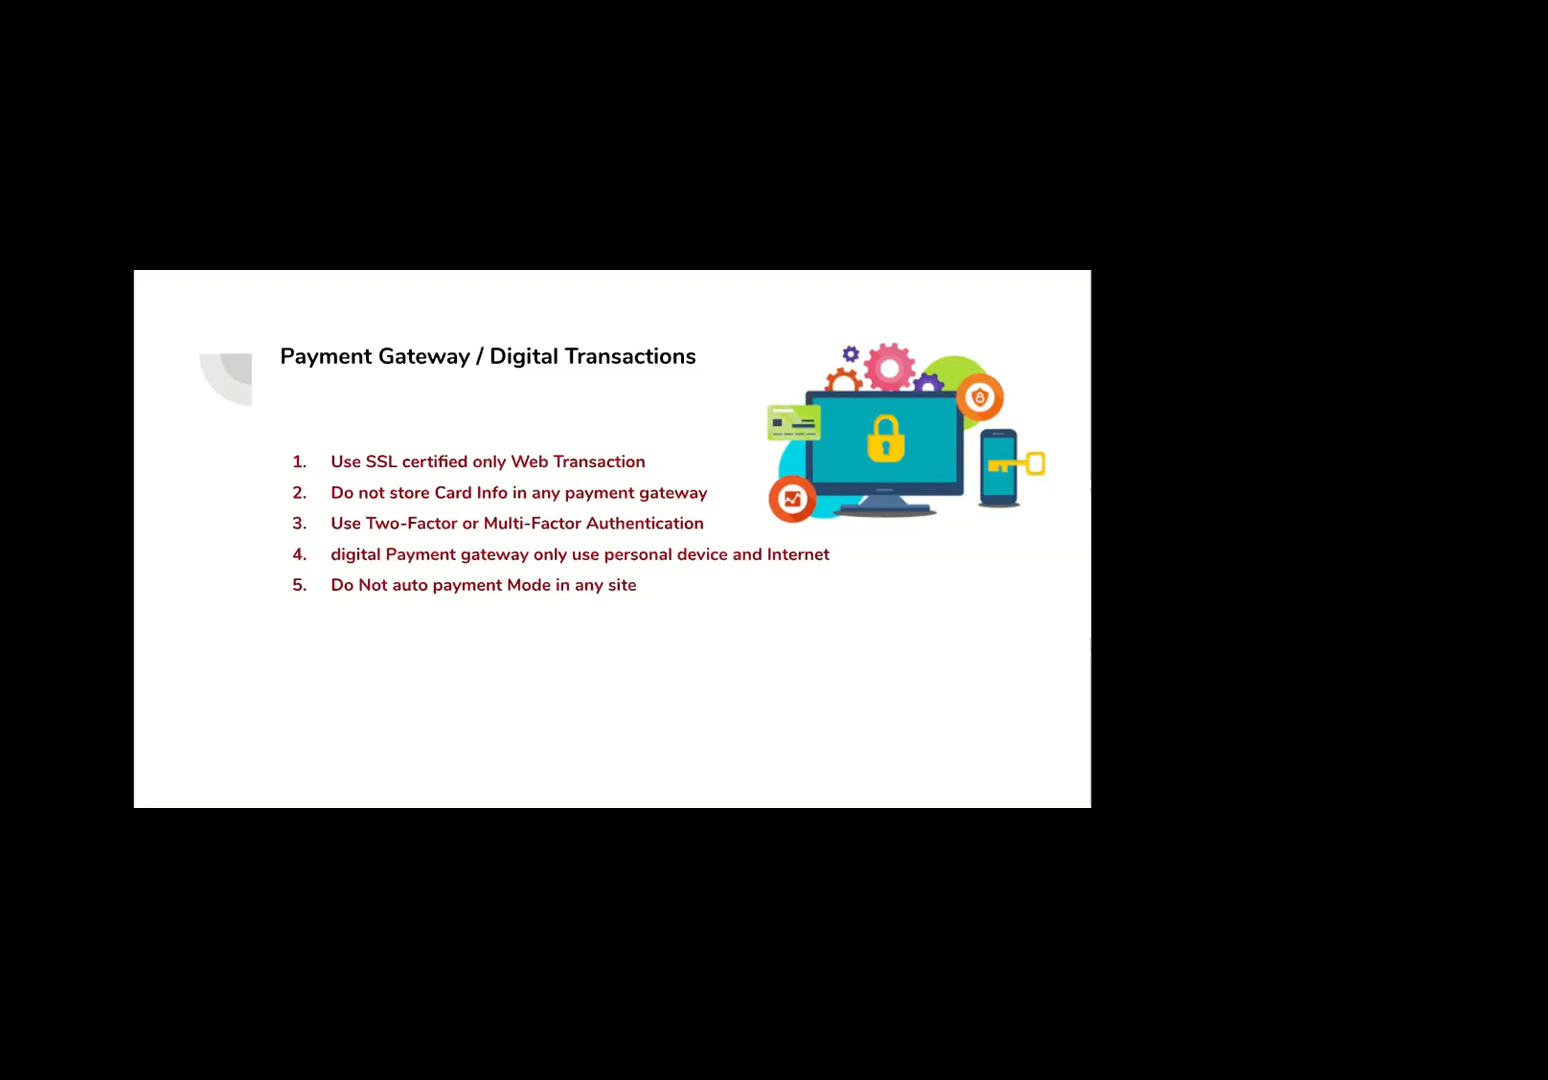 Payment Gateway / Digital Transactions
1. Use SSL certified only Web Transaction
2. Do not store Card Info in any payment gateway
3. Use Two-Factor or Multi-Factor Authentication
4. digital Payment gateway only use personal device and Internet
5. Do Not auto payment Mode in any site